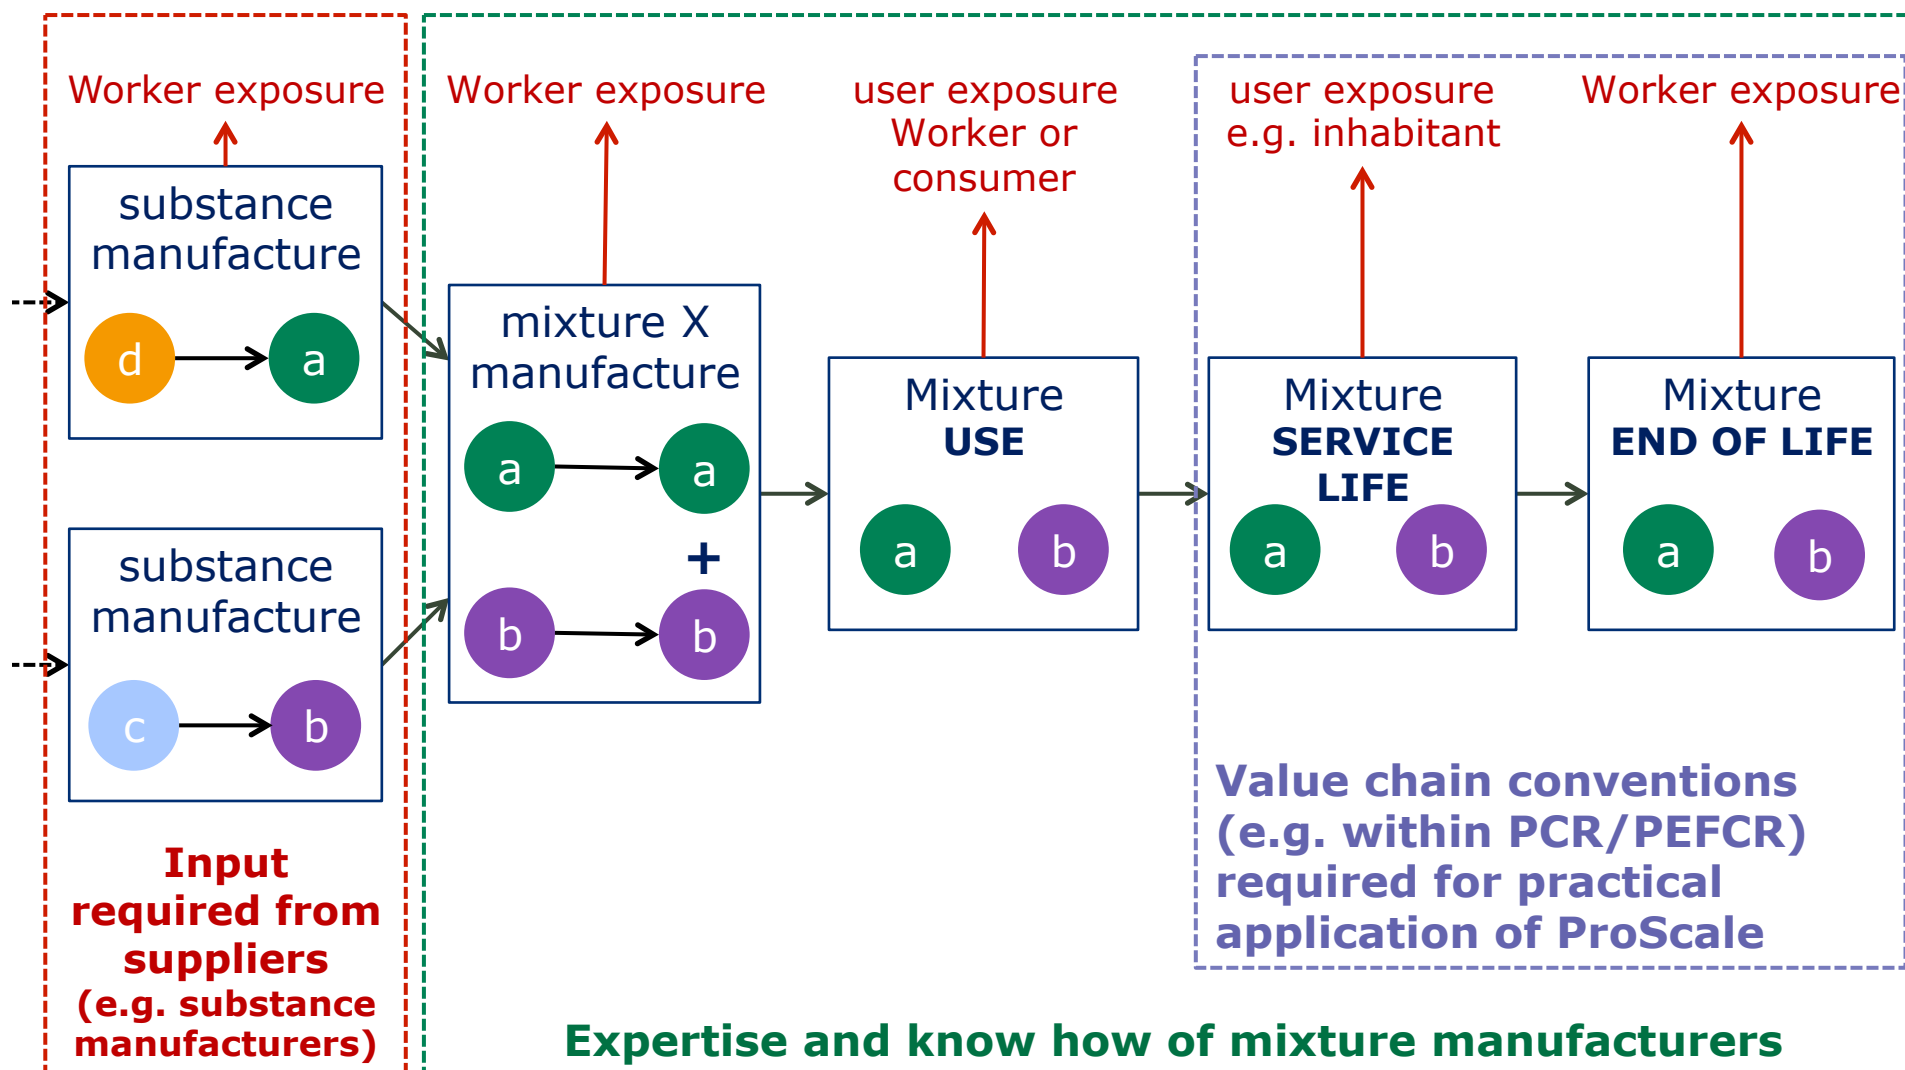 Worker exposure
substance
manufacture
d
a
substance
manufacture
c
b
Input
required from
suppliers
(e.g. substance
manufacturers)
Worker exposure
mixture X
manufacture
a
a
+
b
b
user exposure
Worker or
consumer
Mixture
USE
a
b
user exposure
e.g. inhabitant
Mixture
SERVICE
LIFE
a
b
Worker exposure
Mixture
END OF LIFE
a
b
Value chain conventions
(e.g. within PCR/PEFCR)
required for practical
application of ProScale
Expertise and know how of mixture manufacturers